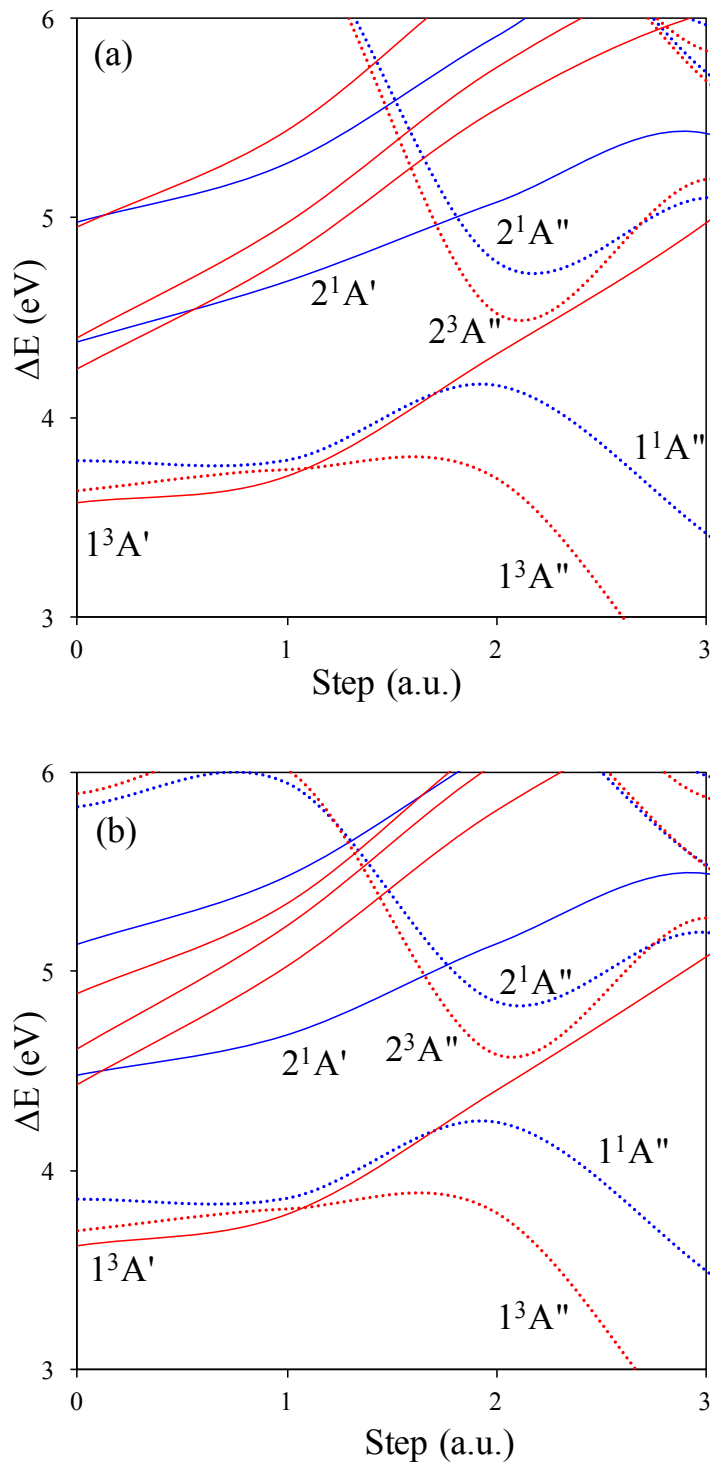 6
(a)
5
2¹A"
2¹A'
2³A"
ΔE (eV)
4
1¹A"
1³A'
1³A"
3
0
1
2
3
Step (a.u.)
6
(b)
5
2¹A"
2¹A'
2³A"
ΔE (eV)
4
1¹A"
1³A'
1³A"
3
0
1
2
3
Step (a.u.)